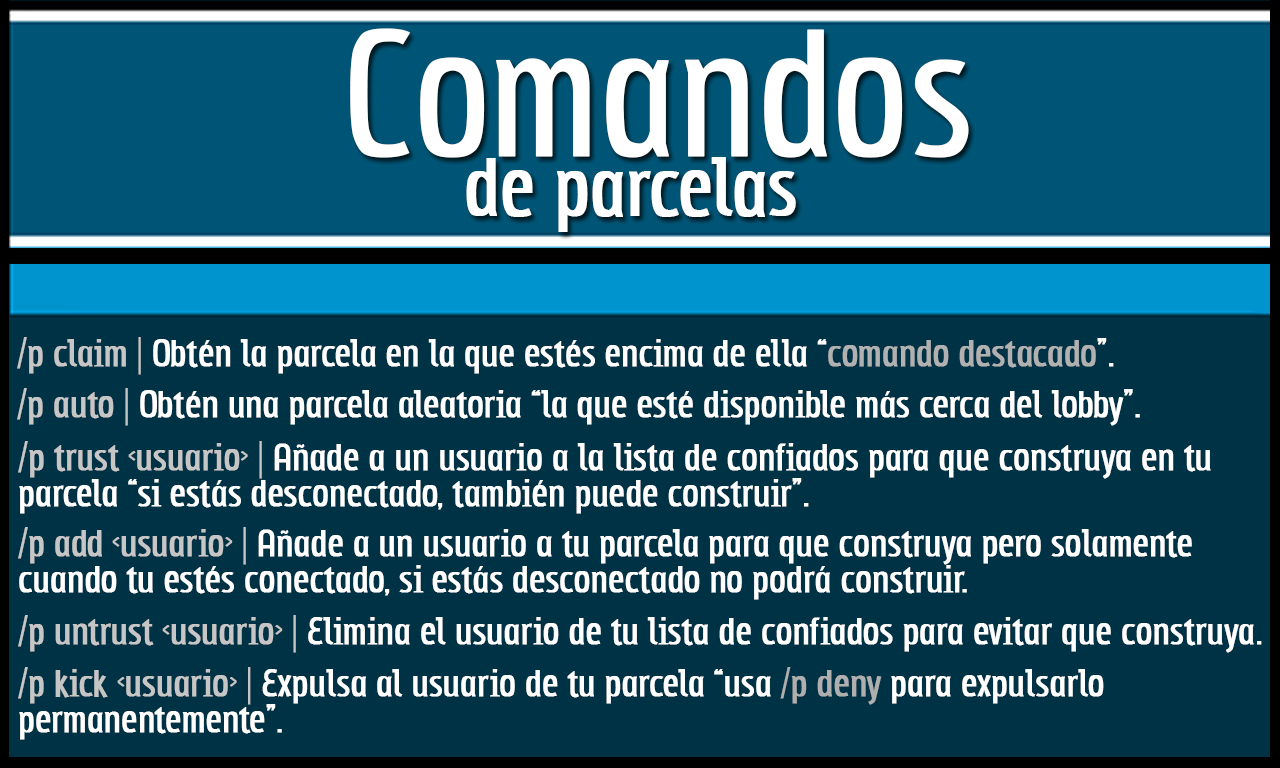 Comandos
de parcelas
/p claim | Obtén la parcela en la que estés encima de ella “comando destacado”.
/p auto | Obtén una parcela aleatoria “la que esté disponible más cerca del lobby”.
/p trust <usuario> | Añade a un usuario a la lista de confiados para que construya en tu
parcela “si estás desconectado, también puede construir”.
/p add <usuario> | Añade a un usuario a tu parcela para que construya pero solamente
cuando tu estés conectado, si estás desconectado no podrá construir.
/p untrust <usuario> | Elimina el usuario de tu lista de confiados para evitar que construya.
/p kick <usuario> | Expulsa al usuario de tu parcela “usa /p deny para expulsarlo
permanentemente”.